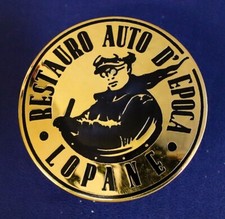 RESTAURO AUTO D'EPOCA
• LOPANE •